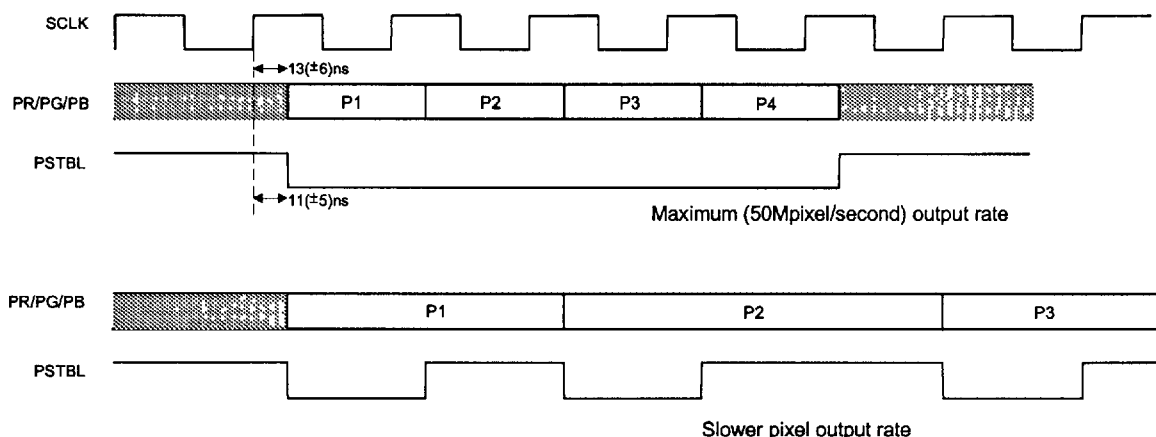 SCLK
13(±6)ns
PR/PG/PB P1 P2 P3 P4
PSTBL
11(±5)ns
Maximum (50Mpixel/second) output rate
PR/PG/PB P1 P2 P3
PSTBL
Slower pixel output rate